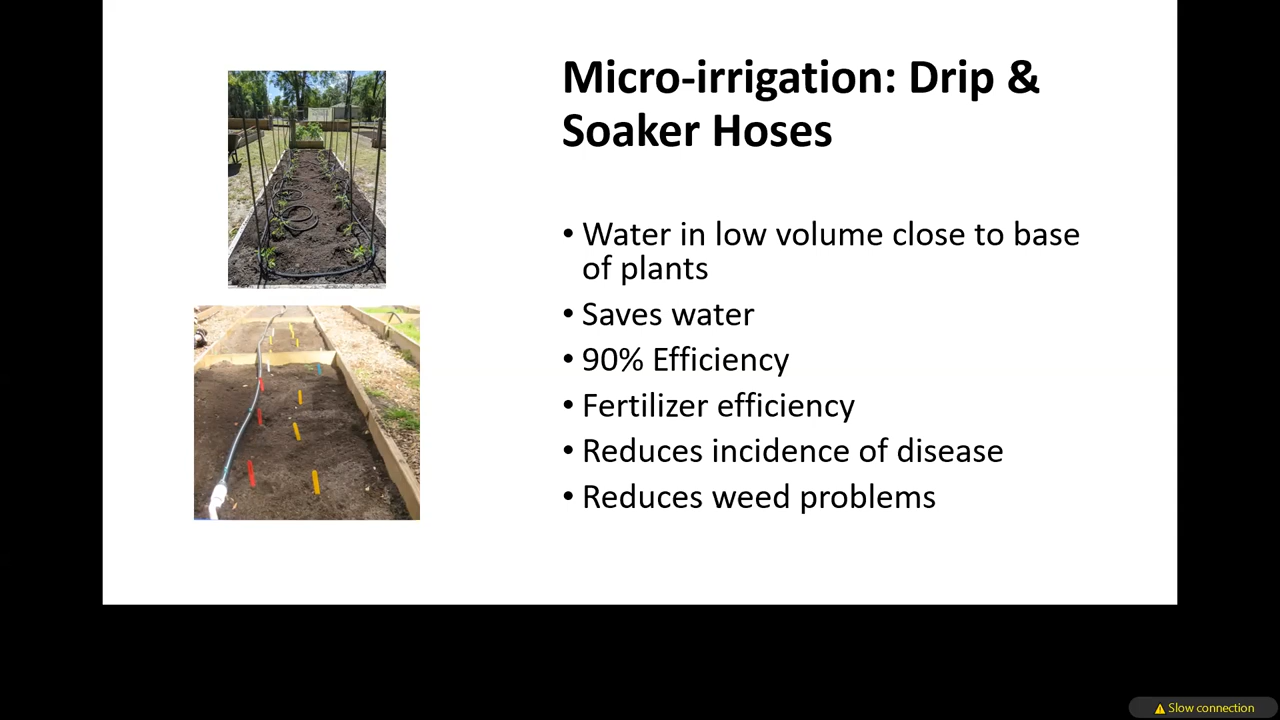 Micro-irrigation: Drip &
Soaker Hoses
• Water in low volume close to base
of plants
• Saves water
• 90% Efficiency
• Fertilizer efficiency
• Reduces incidence of disease
• Reduces weed problems
Slow connection